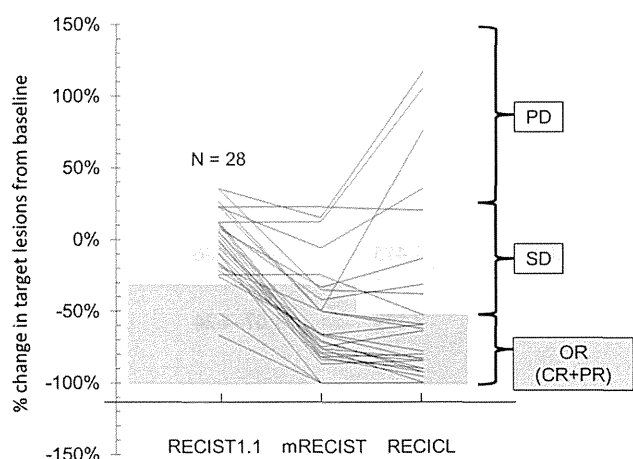 150%
100%
50%
0%
-50%
-100%
-150%
% change in target lesions from baseline
N = 28
RECIST1.1 mRECIST RECICL
PD
SD
OR
(CR+PR)